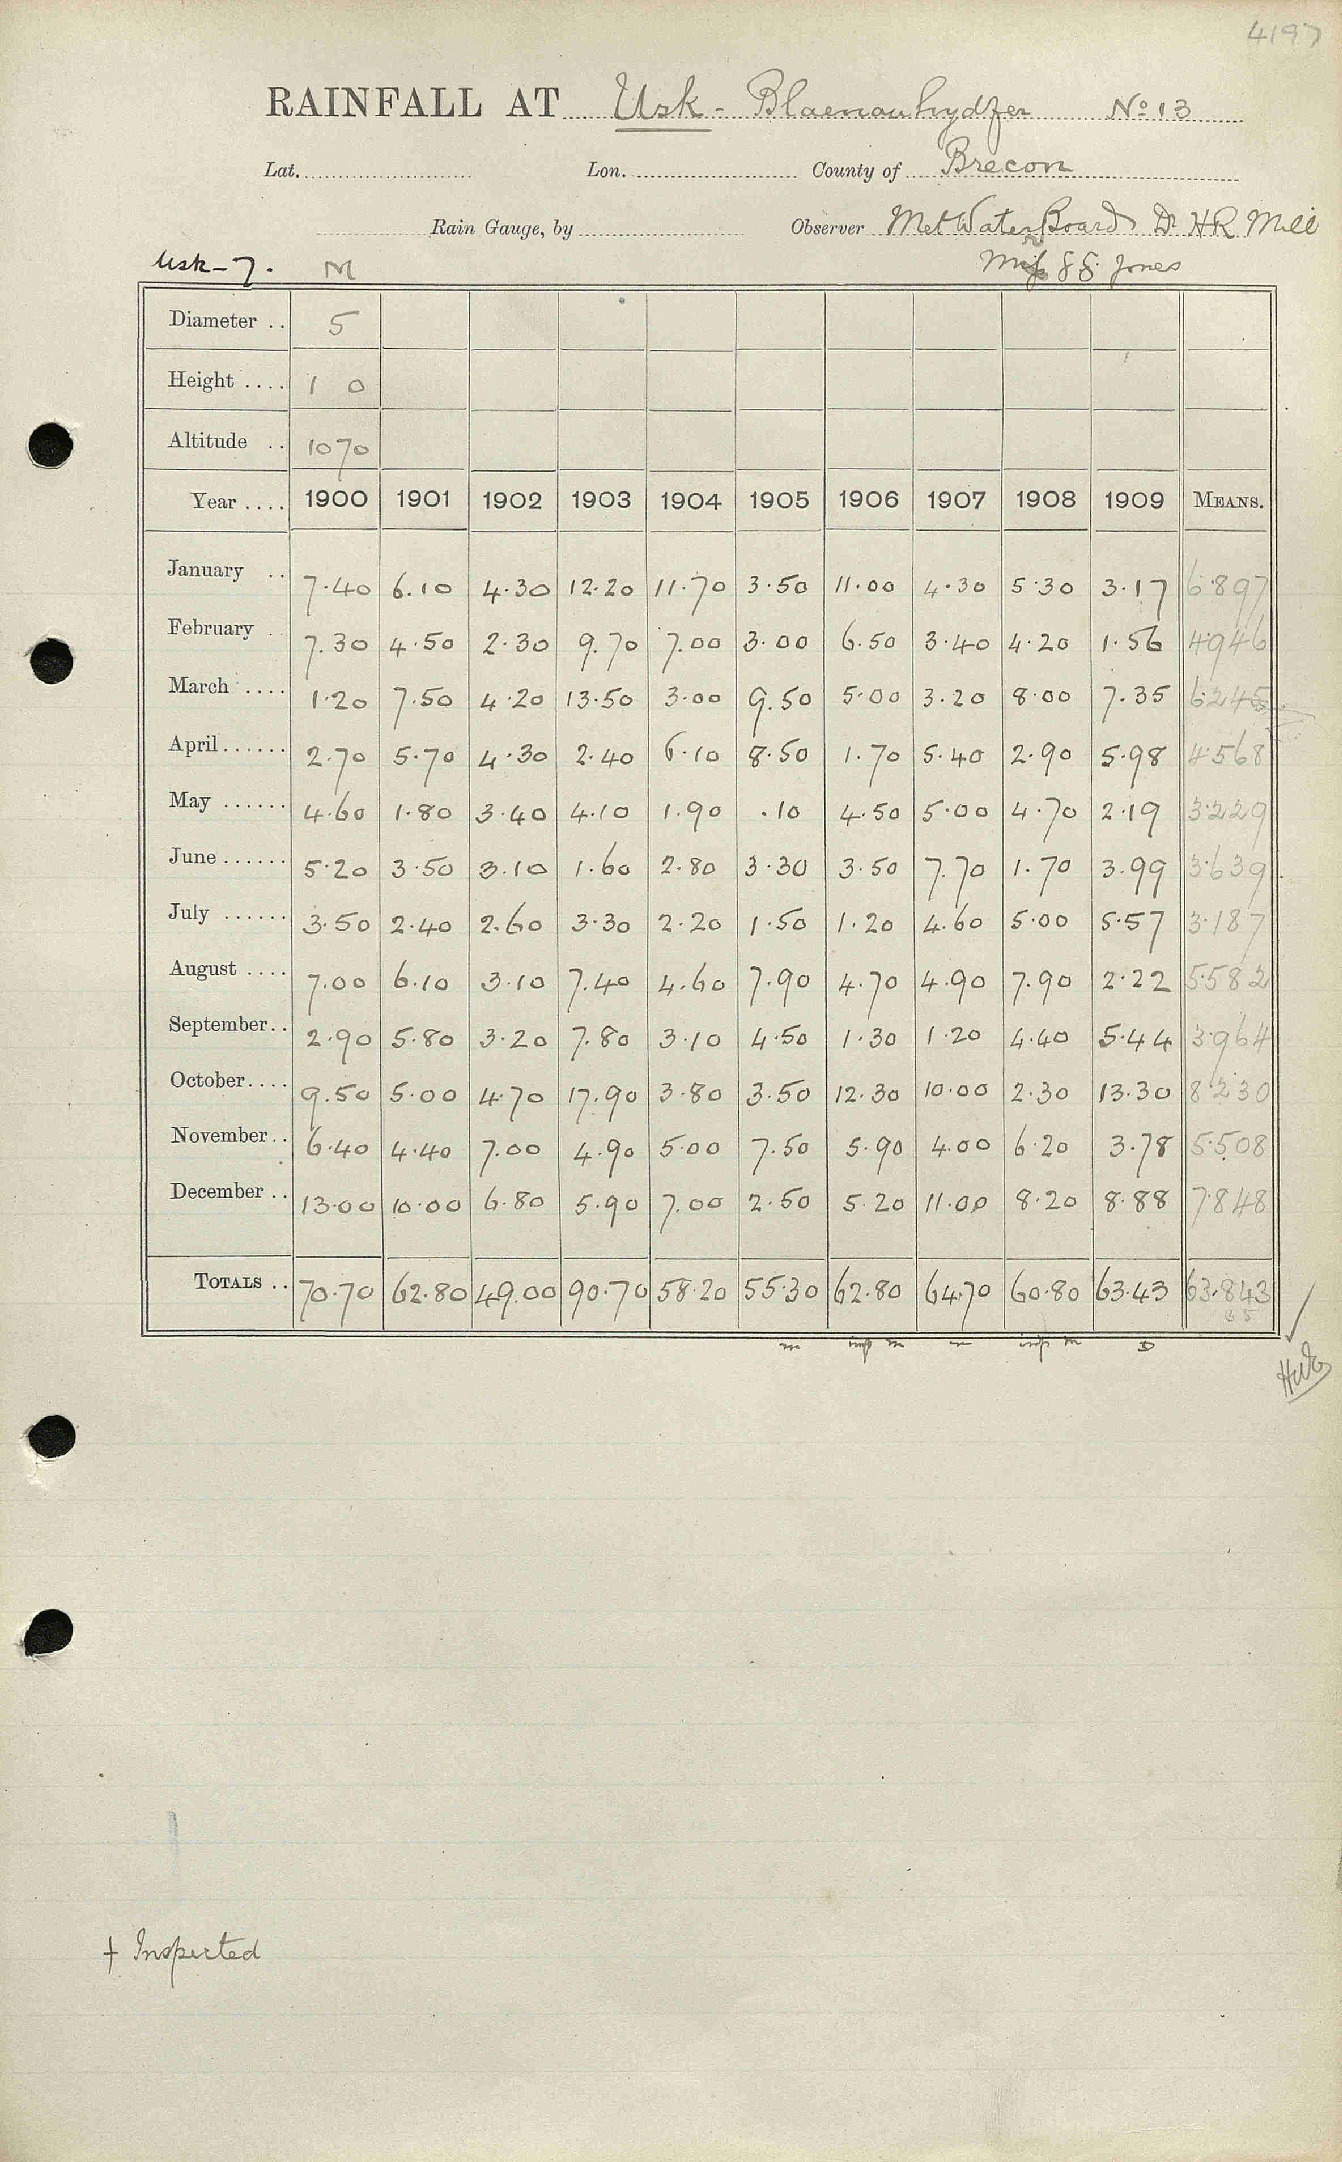 4197
RAINFALL AT Usk - Blaenauhydfer No 13
Lat. Lon. County of Brecon
Rain Gauge, by Observer Met Water Board Dr HR Mill
Usk-7. M Miss Jones
Diameter .. 5
Height .... 1 0
Altitude .. 1070
Year .... 1900 1901 1902 1903 1904 1905 1906 1907 1908 1909 MEANS.
January .. 7.40 6.10 4.30 12.20 11.70 3.50 11.00 4.30 5.30 3.17 6.897
February .. 7.30 4.50 2.30 9.70 7.00 3.00 6.50 3.40 4.20 1.56 4.946
March .... 1.20 7.50 4.20 13.50 3.00 9.50 5.00 3.20 8.00 7.35 6.245
April...... 2.70 5.70 4.30 2.40 6.10 8.50 1.70 5.40 2.90 5.98 4.568
May ...... 4.60 1.80 3.40 4.10 1.90 .10 4.50 5.00 4.70 2.19 3.229
June ...... 5.20 3.50 3.10 1.60 2.80 3.30 3.50 7.70 1.70 3.99 3.639
July ...... 3.50 2.40 2.60 3.30 2.20 1.50 1.20 4.60 5.00 5.57 3.187
August .... 7.00 6.10 3.10 7.40 4.60 7.90 4.70 4.90 7.90 2.22 5.582
September.. 2.90 5.80 3.20 7.80 3.10 4.50 1.30 1.20 4.40 5.44 3.964
October.... 9.50 5.00 4.70 17.90 3.80 3.50 12.30 10.00 2.30 13.30 8.230
November.. 6.40 4.40 7.00 4.90 5.00 7.50 5.90 4.00 6.20 3.78 5.508
December .. 13.00 10.00 6.80 5.90 7.00 2.50 5.20 11.00 8.20 8.88 7.848
TOTALS .. 70.70 62.80 49.00 90.70 58.20 55.30 62.80 64.70 60.80 63.43 63.843
35
m inf m m inf m D
† Inspected